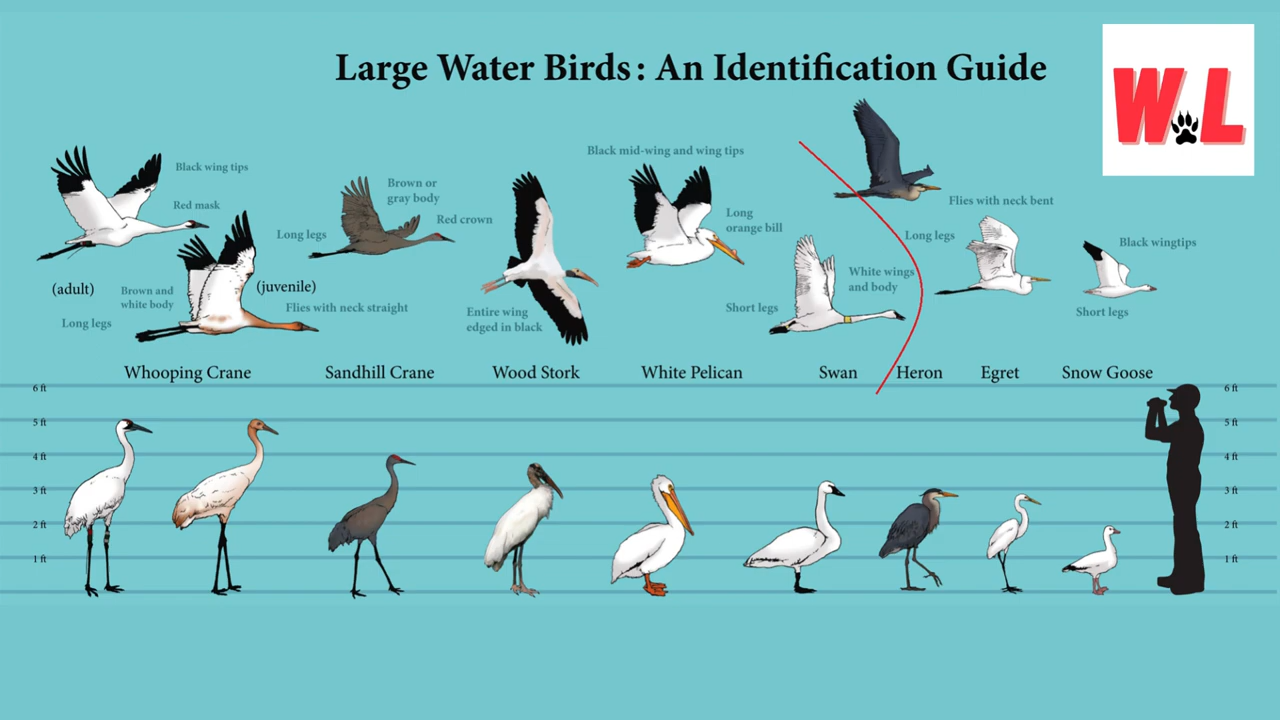 Large Water Birds: An Identification Guide
W L
Black wing tips
Red mask
(adult)
Brown and
white body
(juvenile)
Long legs
Brown or
gray body
Red crown
Long legs
Flies with neck straight
Entire wing
edged in black
Black mid-wing and wing tips
Long
orange bill
White wings
and body
Short legs
Flies with neck bent
Long legs
Black wingtips
Short legs
Whooping Crane
Sandhill Crane
Wood Stork
White Pelican
Swan
Heron
Egret
Snow Goose
6 ft
5 ft
4 ft
3 ft
2 ft
1 ft
6 ft
5 ft
4 ft
3 ft
2 ft
1 ft